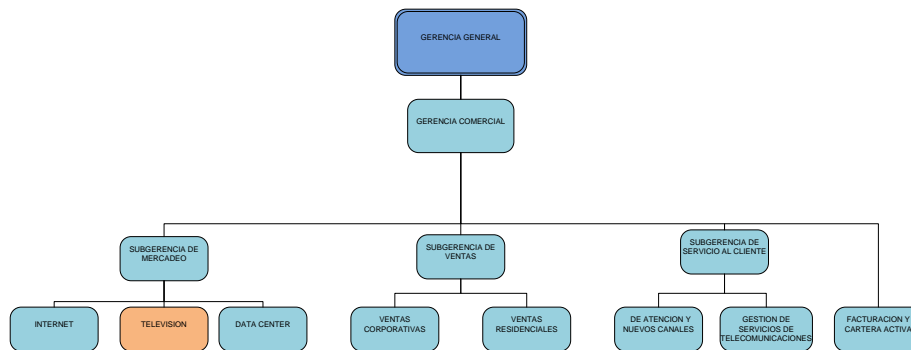 GERENCIA GENERAL
GERENCIA COMERCIAL
SUBGERENCIA DE
MERCADEO
SUBGERENCIA DE
VENTAS
SUBGERENCIA DE
SERVICIO AL CLIENTE
INTERNET
TELEVISION
DATA CENTER
VENTAS
CORPORATIVAS
VENTAS
RESIDENCIALES
DE ATENCION Y
NUEVOS CANALES
GESTION DE
SERVICIOS DE
TELECOMUNICACIONES
FACTURACION Y
CARTERA ACTIVA